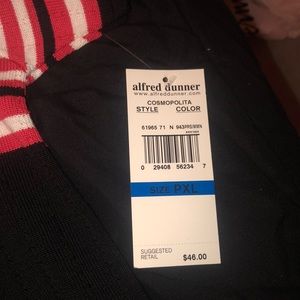 alfred dunner
www.alfreddunner.com
COSMOPOLITA
STYLE COLOR
61965 71 N
0 29408 56234 7
SIZE PXL
SUGGESTED
RETAIL $46.00